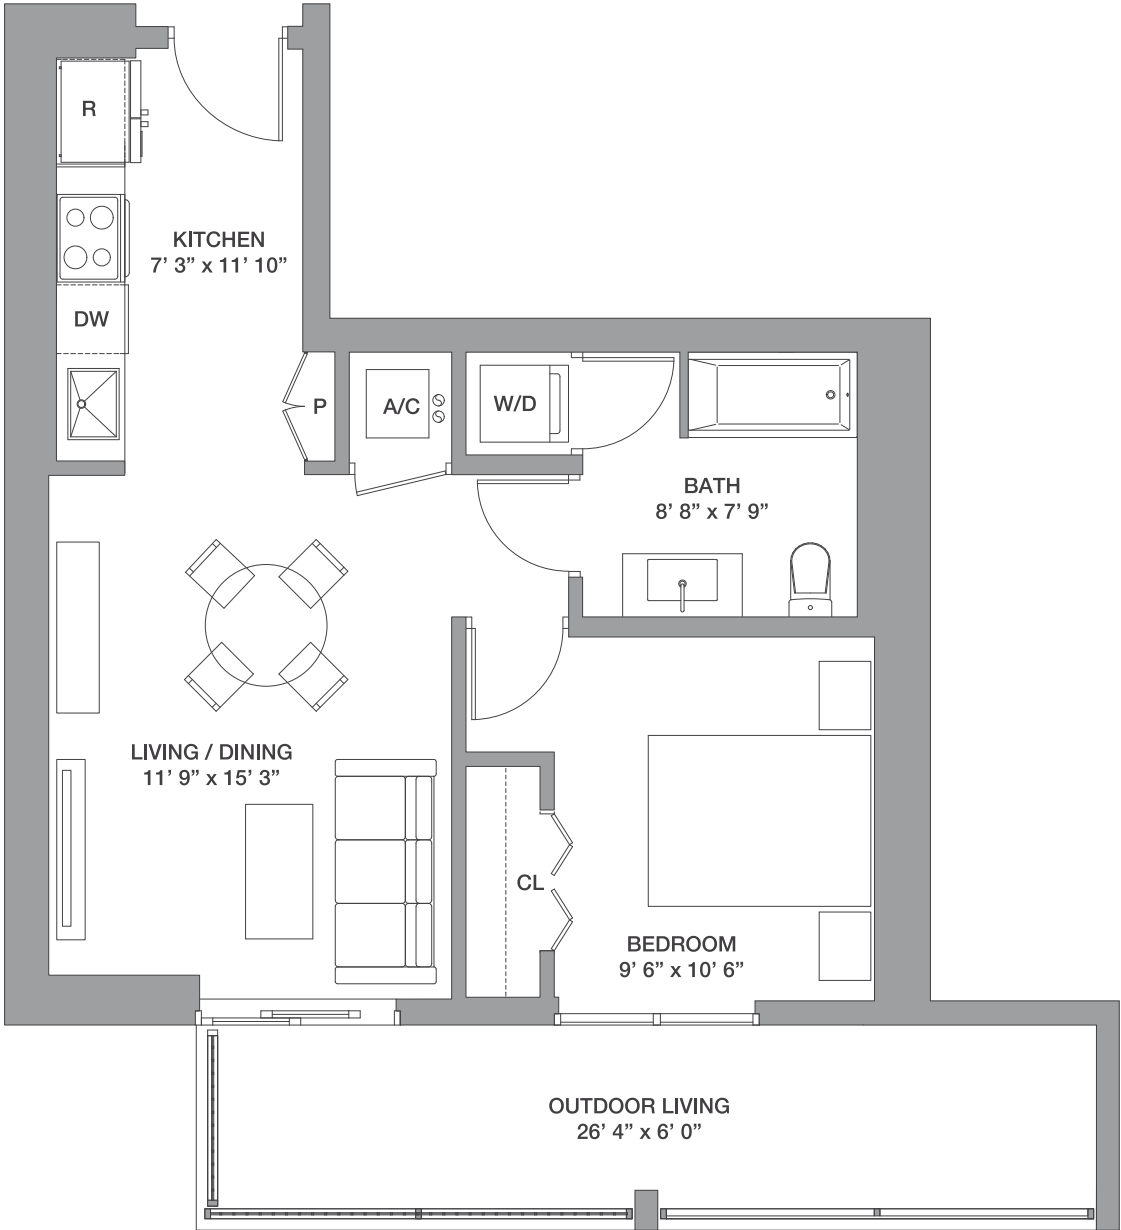 R
KITCHEN
7’ 3” x 11’ 10”
DW
P
A/C
W/D
BATH
8’ 8” x 7’ 9”
LIVING / DINING
11’ 9” x 15’ 3”
CL
BEDROOM
9’ 6” x 10’ 6”
OUTDOOR LIVING
26’ 4” x 6’ 0”